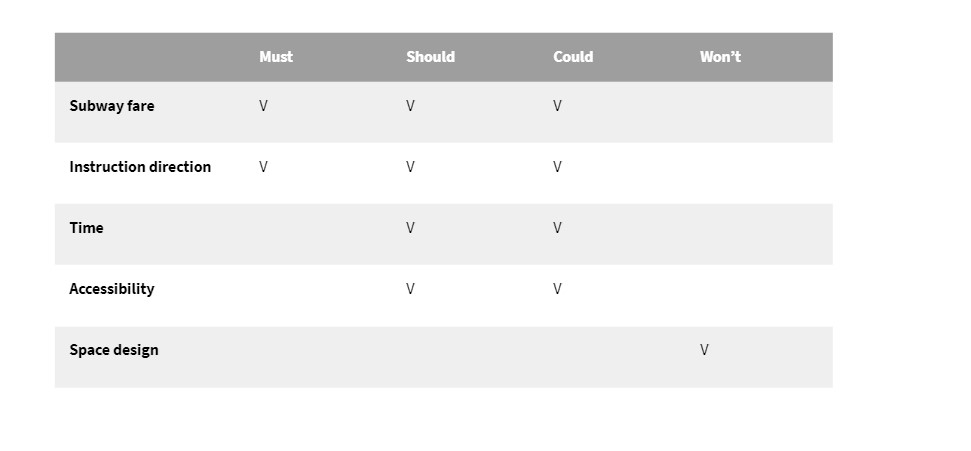 Must Should Could Won’t
Subway fare V V V
Instruction direction V V V
Time V V
Accessibility V V
Space design V